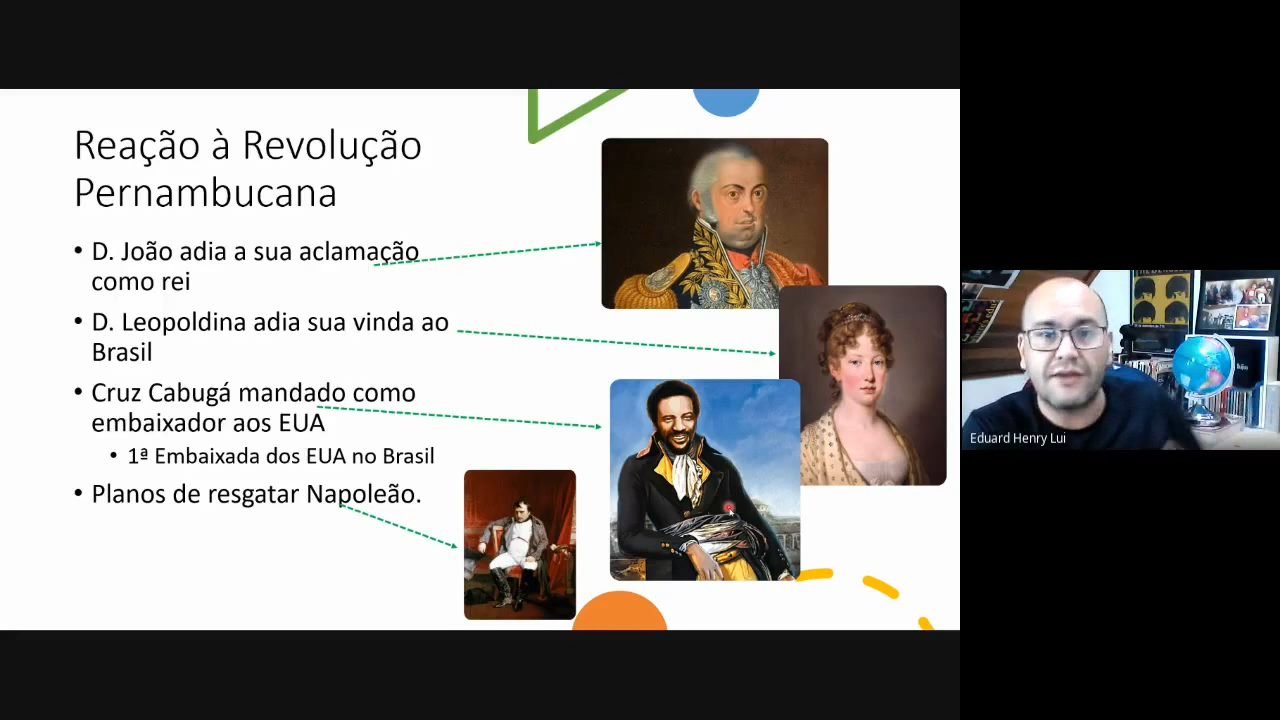 Reação à Revolução
Pernambucana
• D. João adia a sua aclamação
como rei
• D. Leopoldina adia sua vinda ao
Brasil
• Cruz Cabugá mandado como
embaixador aos EUA
• 1ª Embaixada dos EUA no Brasil
• Planos de resgatar Napoleão.
Eduard Henry Lui